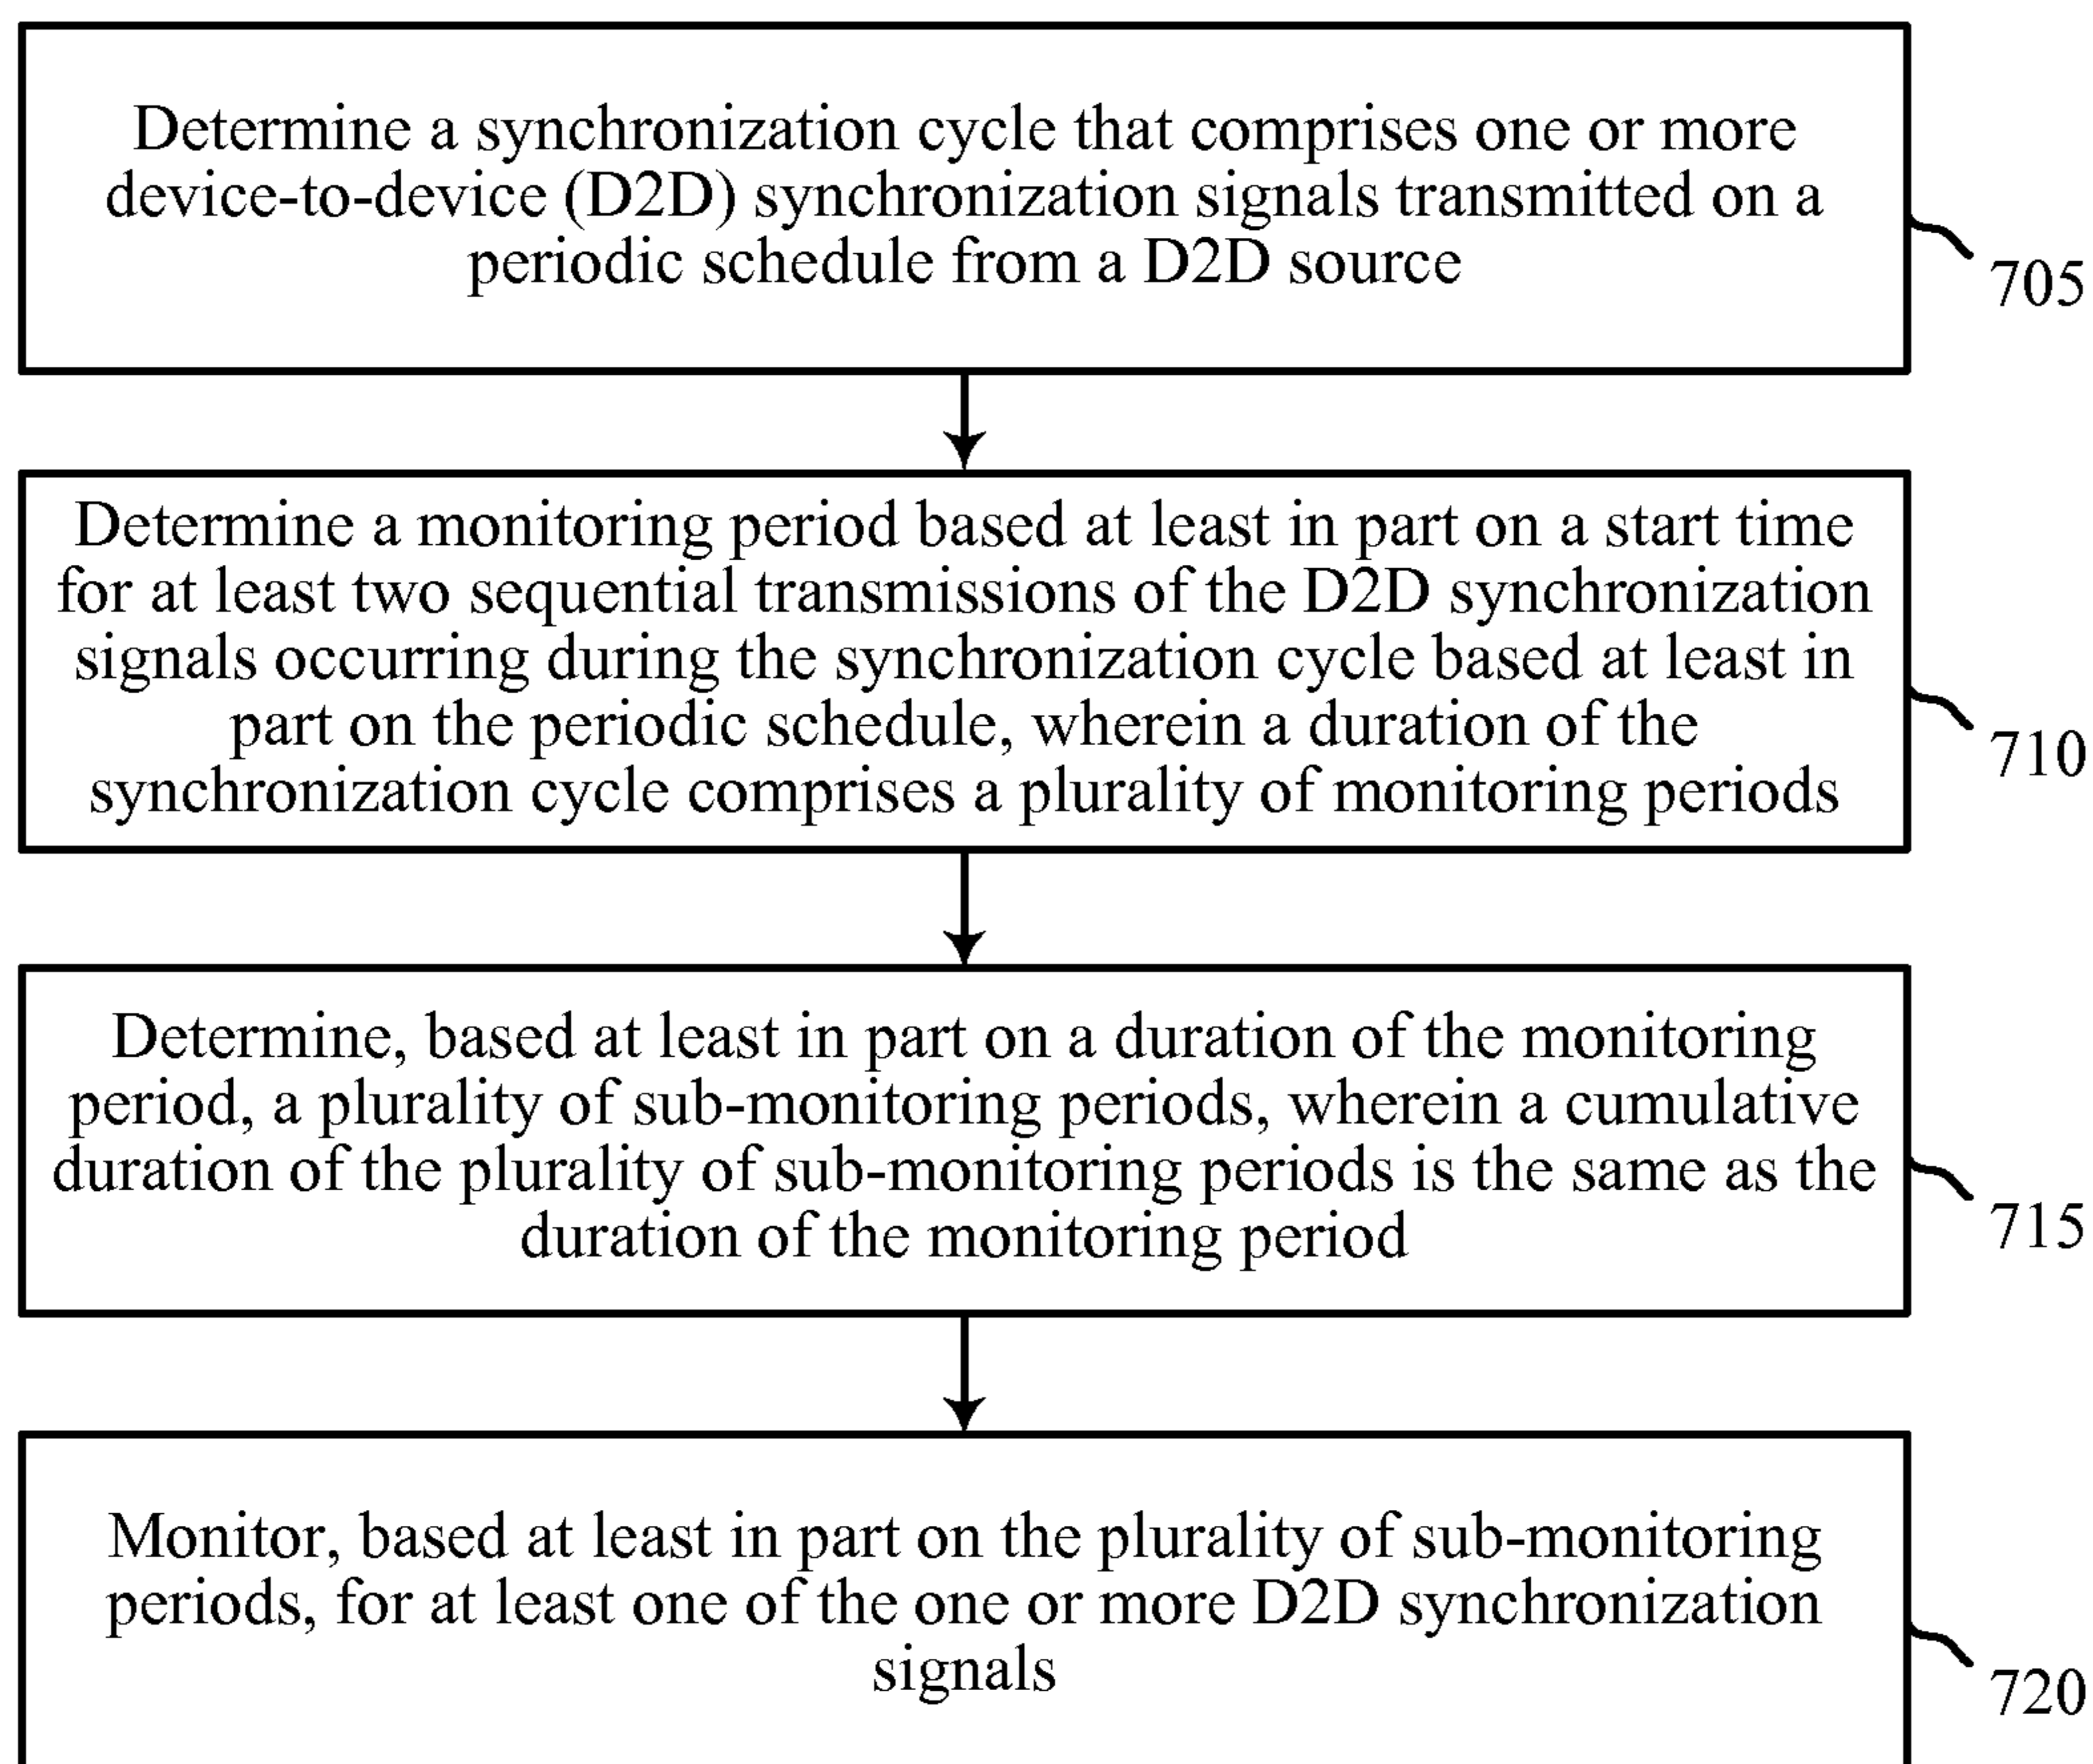 Determine a synchronization cycle that comprises one or more
device-to-device (D2D) synchronization signals transmitted on a
periodic schedule from a D2D source
705
Determine a monitoring period based at least in part on a start time
for at least two sequential transmissions of the D2D synchronization
signals occurring during the synchronization cycle based at least in
part on the periodic schedule, wherein a duration of the
synchronization cycle comprises a plurality of monitoring periods
710
Determine, based at least in part on a duration of the monitoring
period, a plurality of sub-monitoring periods, wherein a cumulative
duration of the plurality of sub-monitoring periods is the same as the
duration of the monitoring period
715
Monitor, based at least in part on the plurality of sub-monitoring
periods, for at least one of the one or more D2D synchronization
signals
720